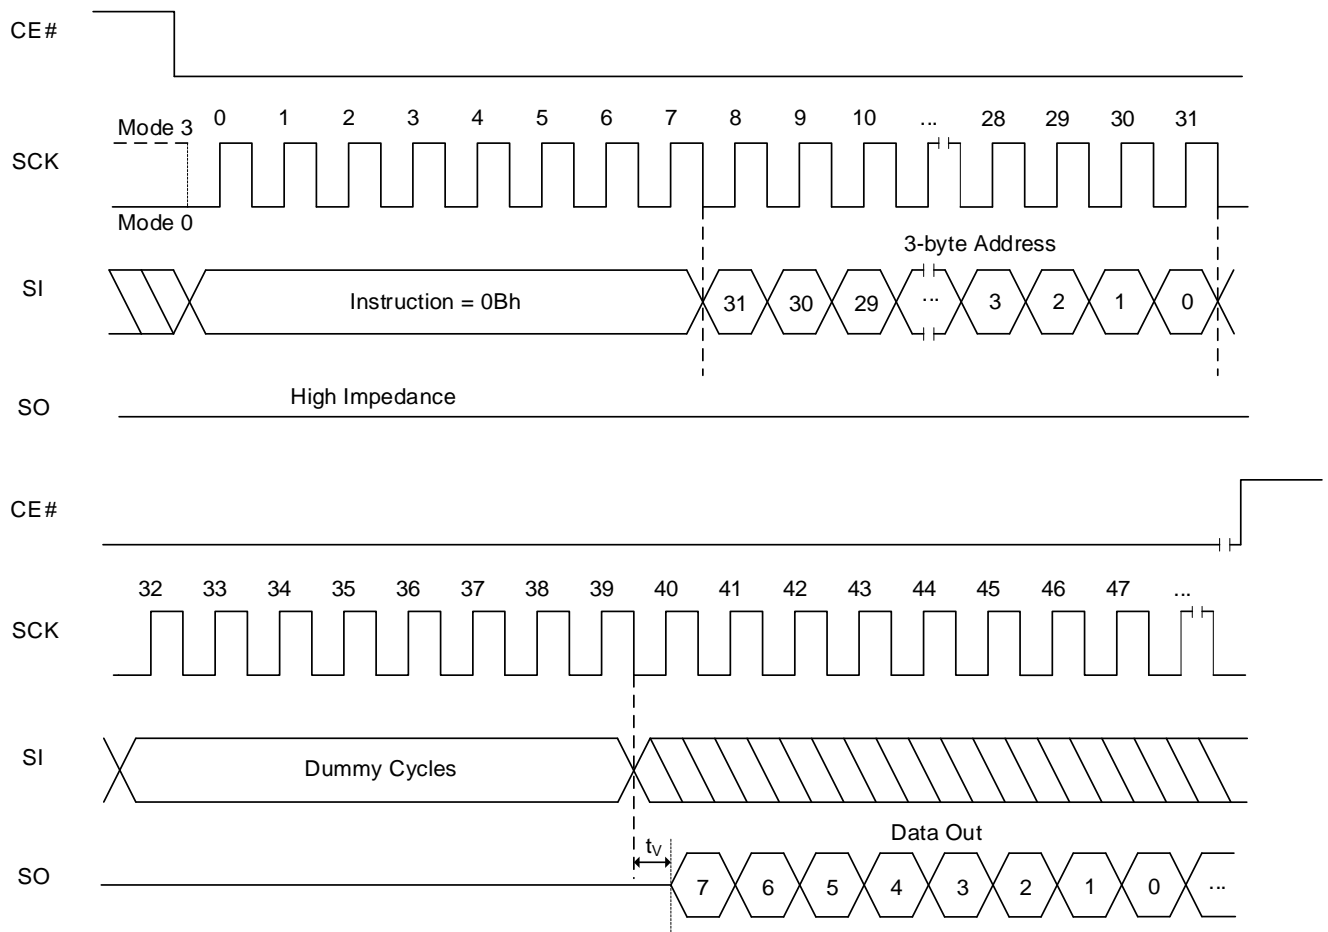 CE#
0 1 2 3 4 5 6 7 8 9 10 ... 28 29 30 31
Mode 3
SCK
Mode 0
3-byte Address
SI
Instruction = 0Bh 31 30 29 ... 3 2 1 0
High Impedance
SO
CE#
32 33 34 35 36 37 38 39 40 41 42 43 44 45 46 47 ...
SCK
SI
Dummy Cycles
Data Out
tV
SO
7 6 5 4 3 2 1 0 ...